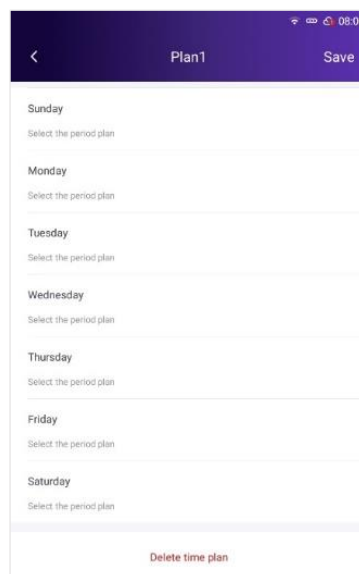 08:0
Plan1
Save
Sunday
Select the period plan
Monday
Select the period plan
Tuesday
Select the period plan
Wednesday
Select the period plan
Thursday
Select the period plan
Friday
Select the period plan
Saturday
Select the period plan
Delete time plan